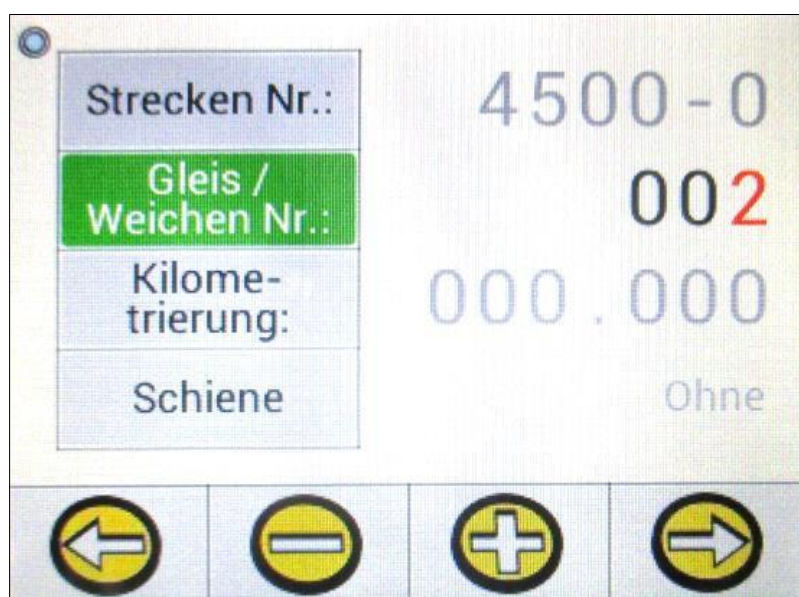 Strecken Nr.: 4500-0
Gleis /
Weichen Nr.: 002
Kilome-
trierung: 000.000
Schiene Ohne